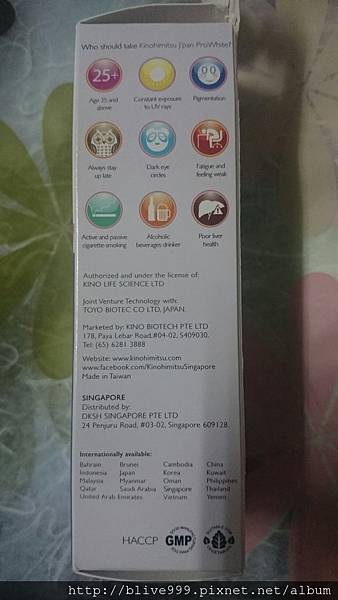 Who should take Kinohimitsu J'pan ProWhite?
25+
Age 25 and
above
Constant exposure
to UV rays
Pigmentation
Always stay
up late
Dark eye
circles
Fatigue and
feeling weak
Active and passive
cigarette smoking
Alcoholic
beverages drinker
Poor liver
health
Authorized and under the license of:
KINO LIFE SCIENCE LTD
Joint Venture Technology with:
TOYO BIOTEC CO LTD, JAPAN.
Marketed by: KINO BIOTECH PTE LTD
178, Paya Lebar Road,#04-02, S409030.
Tel: (65) 6281 3888
Website: www.kinohimitsu.com
www.facebook.com/KinohimitsuSingapore
Made in Taiwan
SINGAPORE
Distributed by:
DKSH SINGAPORE PTE LTD
24 Penjuru Road, #03-02, Singapore 609128.
Internationally available:
Bahrain Brunei Cambodia China
Indonesia Japan Korea Kuwait
Malaysia Myanmar Oman Philippines
Qatar Saudi Arabia Singapore Thailand
United Arab Emirates Vietnam Yemen
HACCP GMP
http://blive999.pixnet.net/album